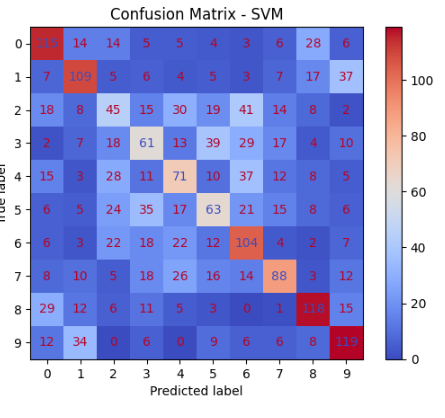 Confusion Matrix - SVM
0 115 14 14 5 5 4 3 6 28 6
1 7 109 5 6 4 5 3 7 17 37
2 18 8 45 15 30 19 41 14 8 2
3 2 7 18 61 13 39 29 17 4 10
4 15 3 28 11 71 10 37 12 8 5
5 6 5 24 35 17 63 21 15 8 6
6 6 3 22 18 22 12 104 4 2 7
7 8 10 5 18 26 16 14 88 3 12
8 29 12 6 11 5 3 0 1 118 15
9 12 34 0 6 0 9 6 6 8 119
0 1 2 3 4 5 6 7 8 9
Predicted label
True label
100
80
60
40
20
0